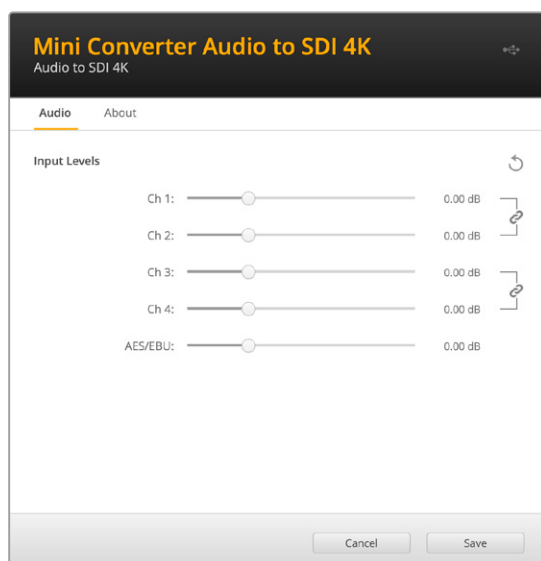 Mini Converter Audio to SDI 4K
Audio to SDI 4K
Audio About
Input Levels
Ch 1: 0.00 dB
Ch 2: 0.00 dB
Ch 3: 0.00 dB
Ch 4: 0.00 dB
AES/EBU: 0.00 dB
Cancel Save